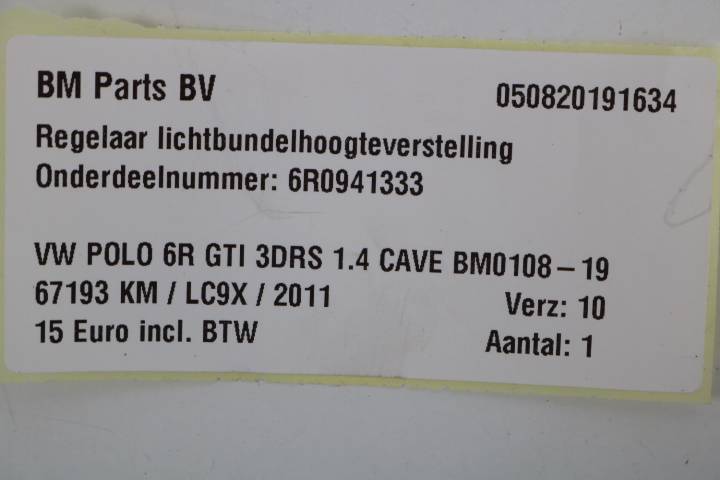 BM Parts BV 050820191634
Regelaar lichtbundelhoogteverstelling
Onderdeelnummer: 6R0941333
VW POLO 6R GTI 3DRS 1.4 CAVE BM0108-19
67193 KM / LC9X / 2011 Verz: 10
15 Euro incl. BTW Aantal: 1